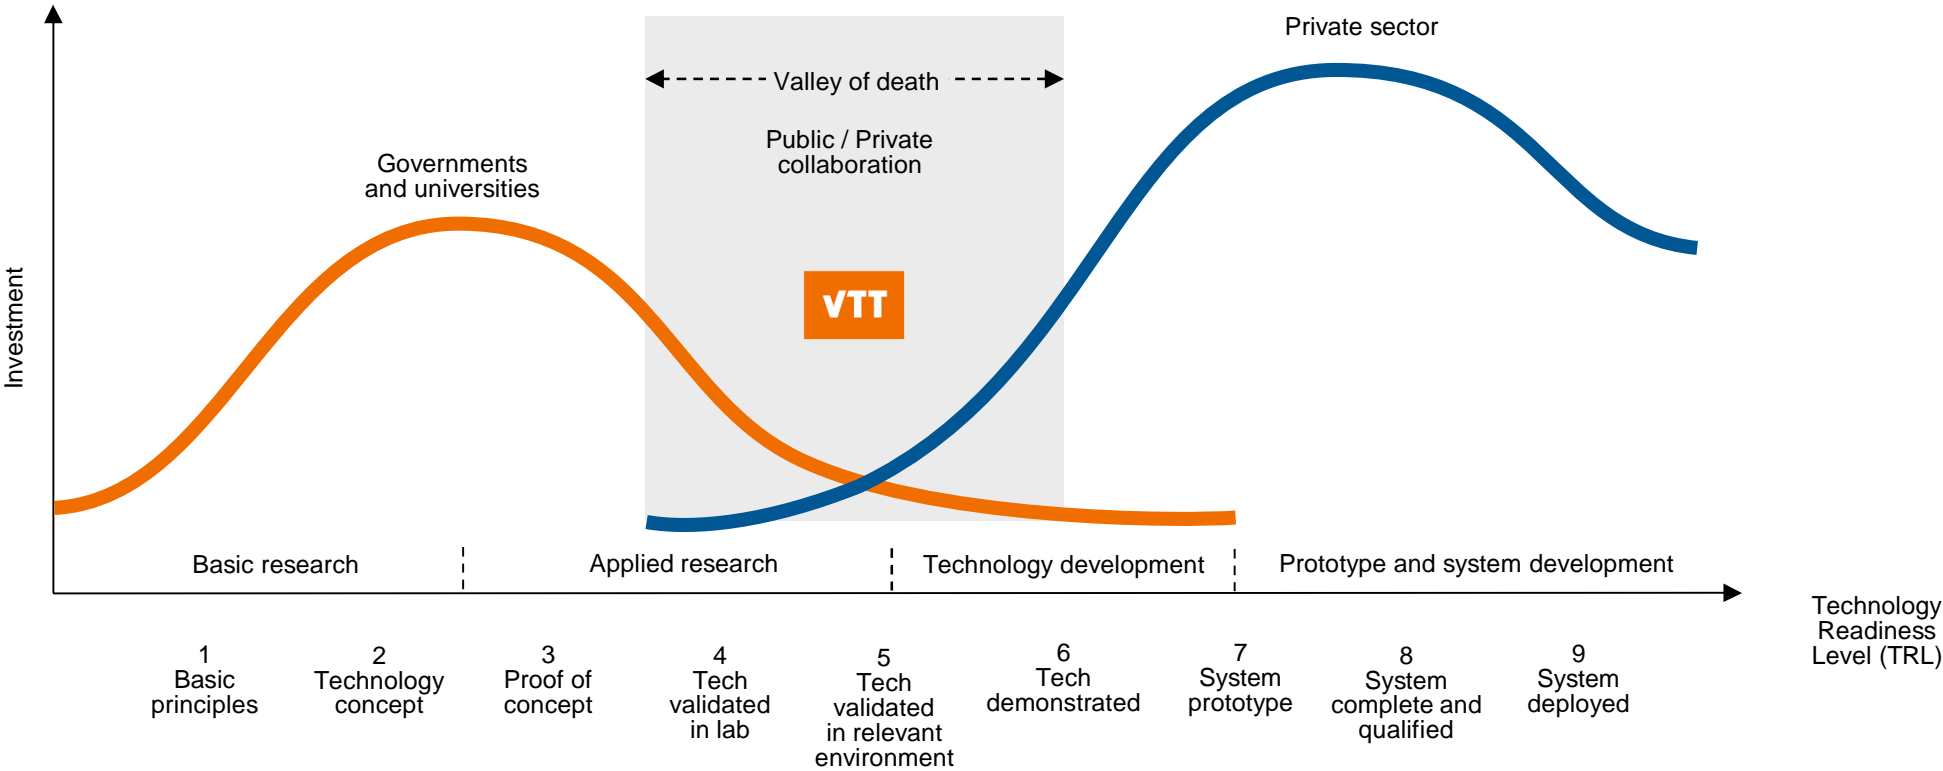 Private sector
Valley of death
Public / Private
collaboration
Governments
and universities
VTT
Investment
Basic research
Applied research
Technology development
Prototype and system development
Technology
Readiness
Level (TRL)
1
Basic
principles
2
Technology
concept
3
Proof of
concept
4
Tech
validated
in lab
5
Tech
validated
in relevant
environment
6
Tech
demonstrated
7
System
prototype
8
System
complete and
qualified
9
System
deployed